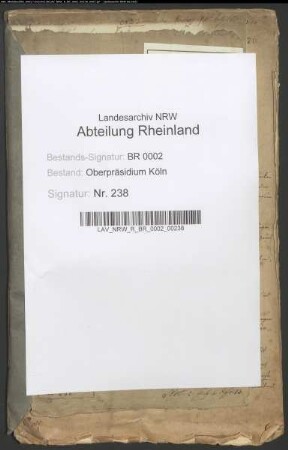 Landesarchiv NRW
Abteilung Rheinland
Bestands-Signatur: BR 0002
Bestand: Oberpräsidium Köln
Signatur: Nr. 238
LAV_NRW_R_BR_0002_00238